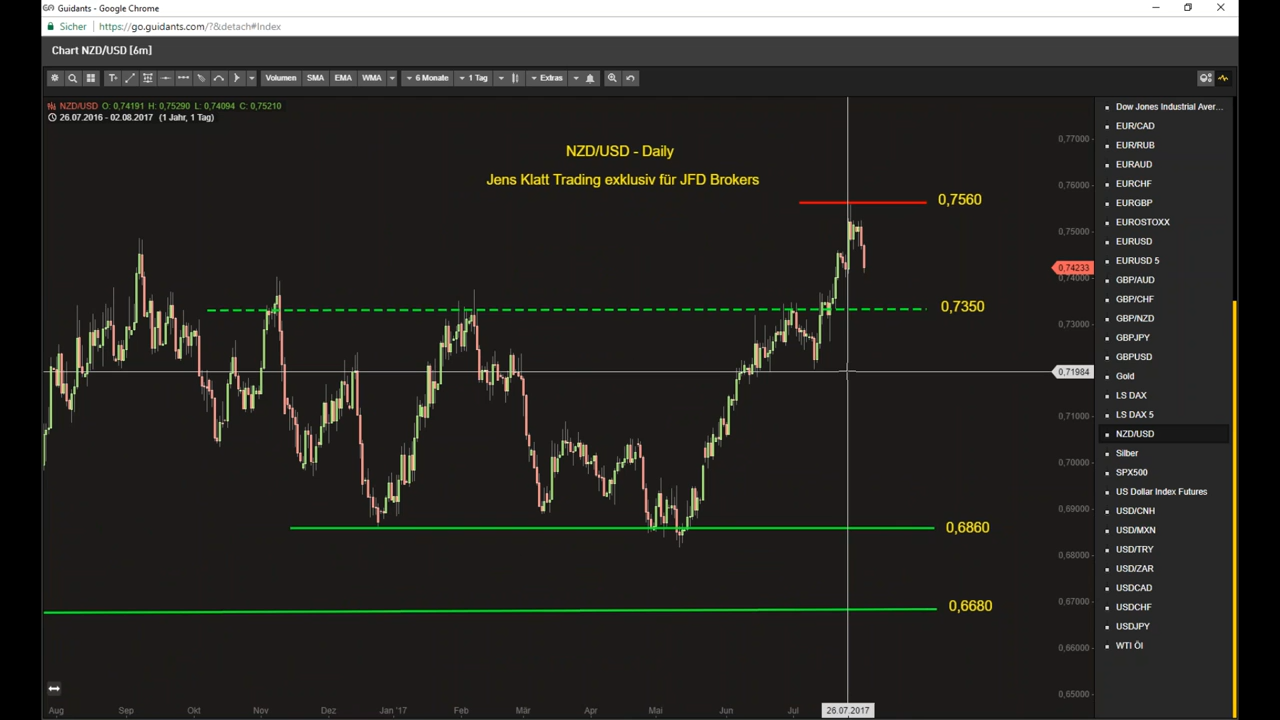 Guidants - Google Chrome
Sicher https://go.guidants.com/?&detach#Index
Chart NZD/USD [6m]
T+ Volumen SMA EMA WMA 6 Monate 1 Tag Extras
NZD/USD O: 0,74191 H: 0,75290 L: 0,74094 C: 0,75210
26.07.2016 - 02.08.2017 (1 Jahr, 1 Tag)
NZD/USD - Daily
Jens Klatt Trading exklusiv für JFD Brokers
0,7560
0,7350
0,6860
0,6680
0,77000
0,76000
0,75000
0,74233
0,74000
0,73000
0,71984
0,71000
0,70000
0,69000
0,68000
0,67000
0,66000
0,65000
Aug Sep Okt Nov Dez Jan '17 Feb Mär Apr Mai Jun Jul 26.07.2017
Dow Jones Industrial Aver...
EUR/CAD
EUR/RUB
EURAUD
EURCHF
EURGBP
EUROSTOXX
EURUSD
EURUSD 5
GBP/AUD
GBP/CHF
GBP/NZD
GBPJPY
GBPUSD
Gold
LS DAX
LS DAX 5
NZD/USD
Silber
SPX500
US Dollar Index Futures
USD/CNH
USD/MXN
USD/TRY
USD/ZAR
USDCAD
USDCHF
USDJPY
WTI Öl